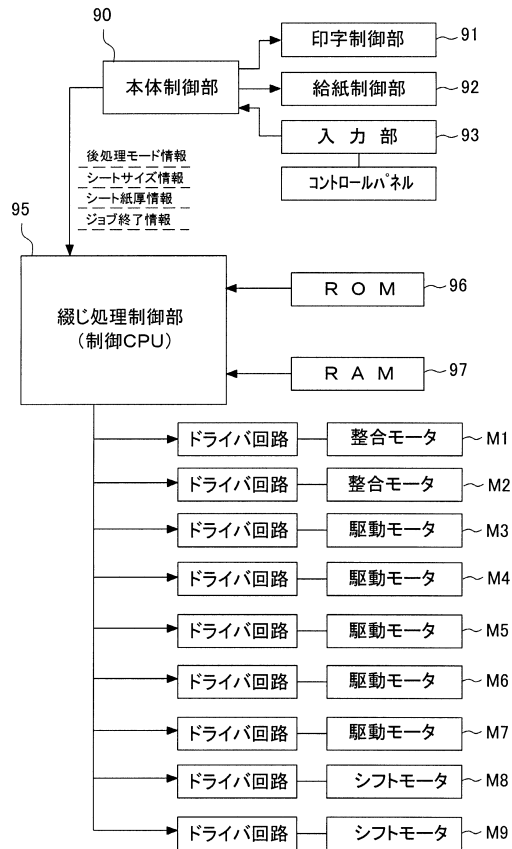 90
本体制御部
印字制御部 91
給紙制御部 92
入 力 部 93
コントロールパネル
後処理モード情報
シートサイズ情報
シート紙厚情報
ジョブ終了情報
95
綴じ処理制御部
(制御CPU)
ROM 96
RAM 97
ドライバ回路 整合モータ M1
ドライバ回路 整合モータ M2
ドライバ回路 駆動モータ M3
ドライバ回路 駆動モータ M4
ドライバ回路 駆動モータ M5
ドライバ回路 駆動モータ M6
ドライバ回路 駆動モータ M7
ドライバ回路 シフトモータ M8
ドライバ回路 シフトモータ M9